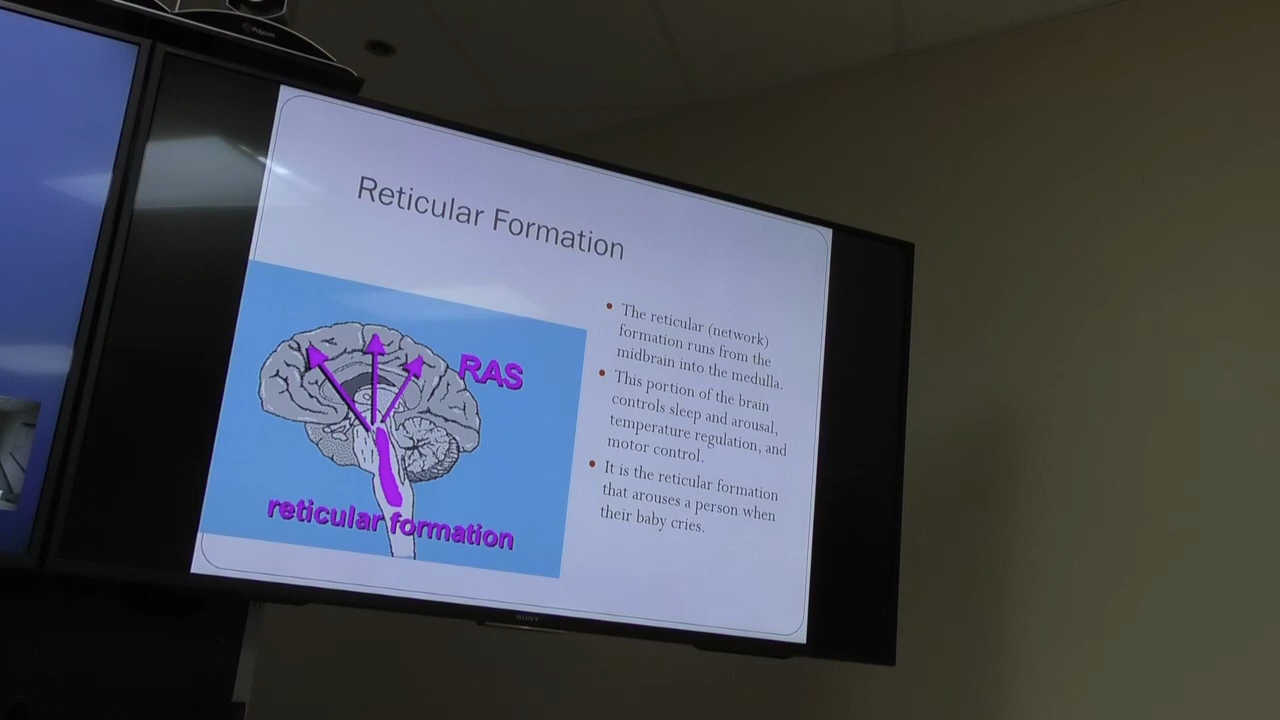 Polycom
Reticular Formation
RAS
reticular formation
• The reticular (network)
formation runs from the
midbrain into the medulla.
• This portion of the brain
controls sleep and arousal,
temperature regulation, and
motor control.
• It is the reticular formation
that arouses a person when
their baby cries.
SONY